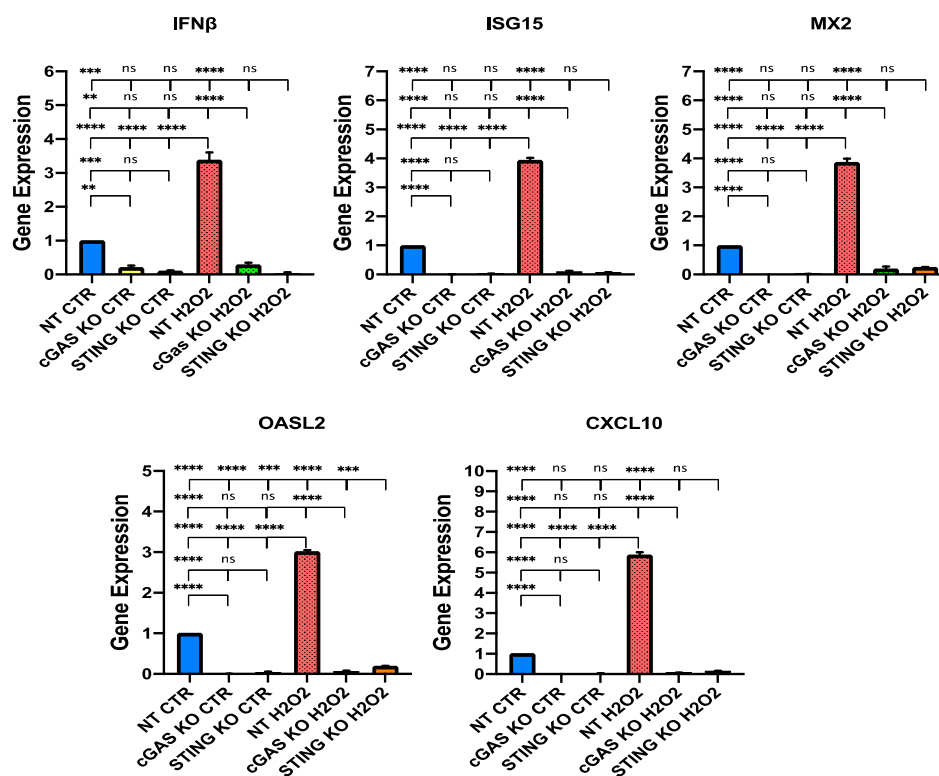 IFNβ
*** ns ns **** ns
** ns ns ****
**** **** ****
*** ns
**
Gene Expression
6
5
4
3
2
1
0
NT CTR
cGAS KO CTR
STING KO CTR
NT H2O2
cGas KO H2O2
STING KO H2O2
ISG15
**** ns ns **** ns ns
**** ns ns ****
**** **** ****
**** ns
****
Gene Expression
7
6
5
4
3
2
1
0
NT CTR
cGAS KO CTR
STING KO CTR
NT H2O2
cGAS KO H2O2
STING KO H2O2
MX2
**** ns ns **** ns
**** ns ns ****
**** **** ****
**** ns
****
Gene Expression
7
6
5
4
3
2
1
0
NT CTR
cGAS KO CTR
STING KO CTR
NT H2O2
cGAS KO H2O2
STING KO H2O2
OASL2
**** **** *** **** ***
**** ns ns ****
**** **** ****
**** ns
****
Gene Expression
5
4
3
2
1
0
NT CTR
cGAS KO CTR
STING KO CTR
NT H2O2
cGAS KO H2O2
STING KO H2O2
CXCL10
**** ns ns **** ns
**** ns ns ****
**** **** ****
**** ns
****
Gene Expression
10
9
8
7
6
5
4
3
2
1
0
NT CTR
cGAS KO CTR
STING KO CTR
NT H2O2
cGAS KO H2O2
STING KO H2O2